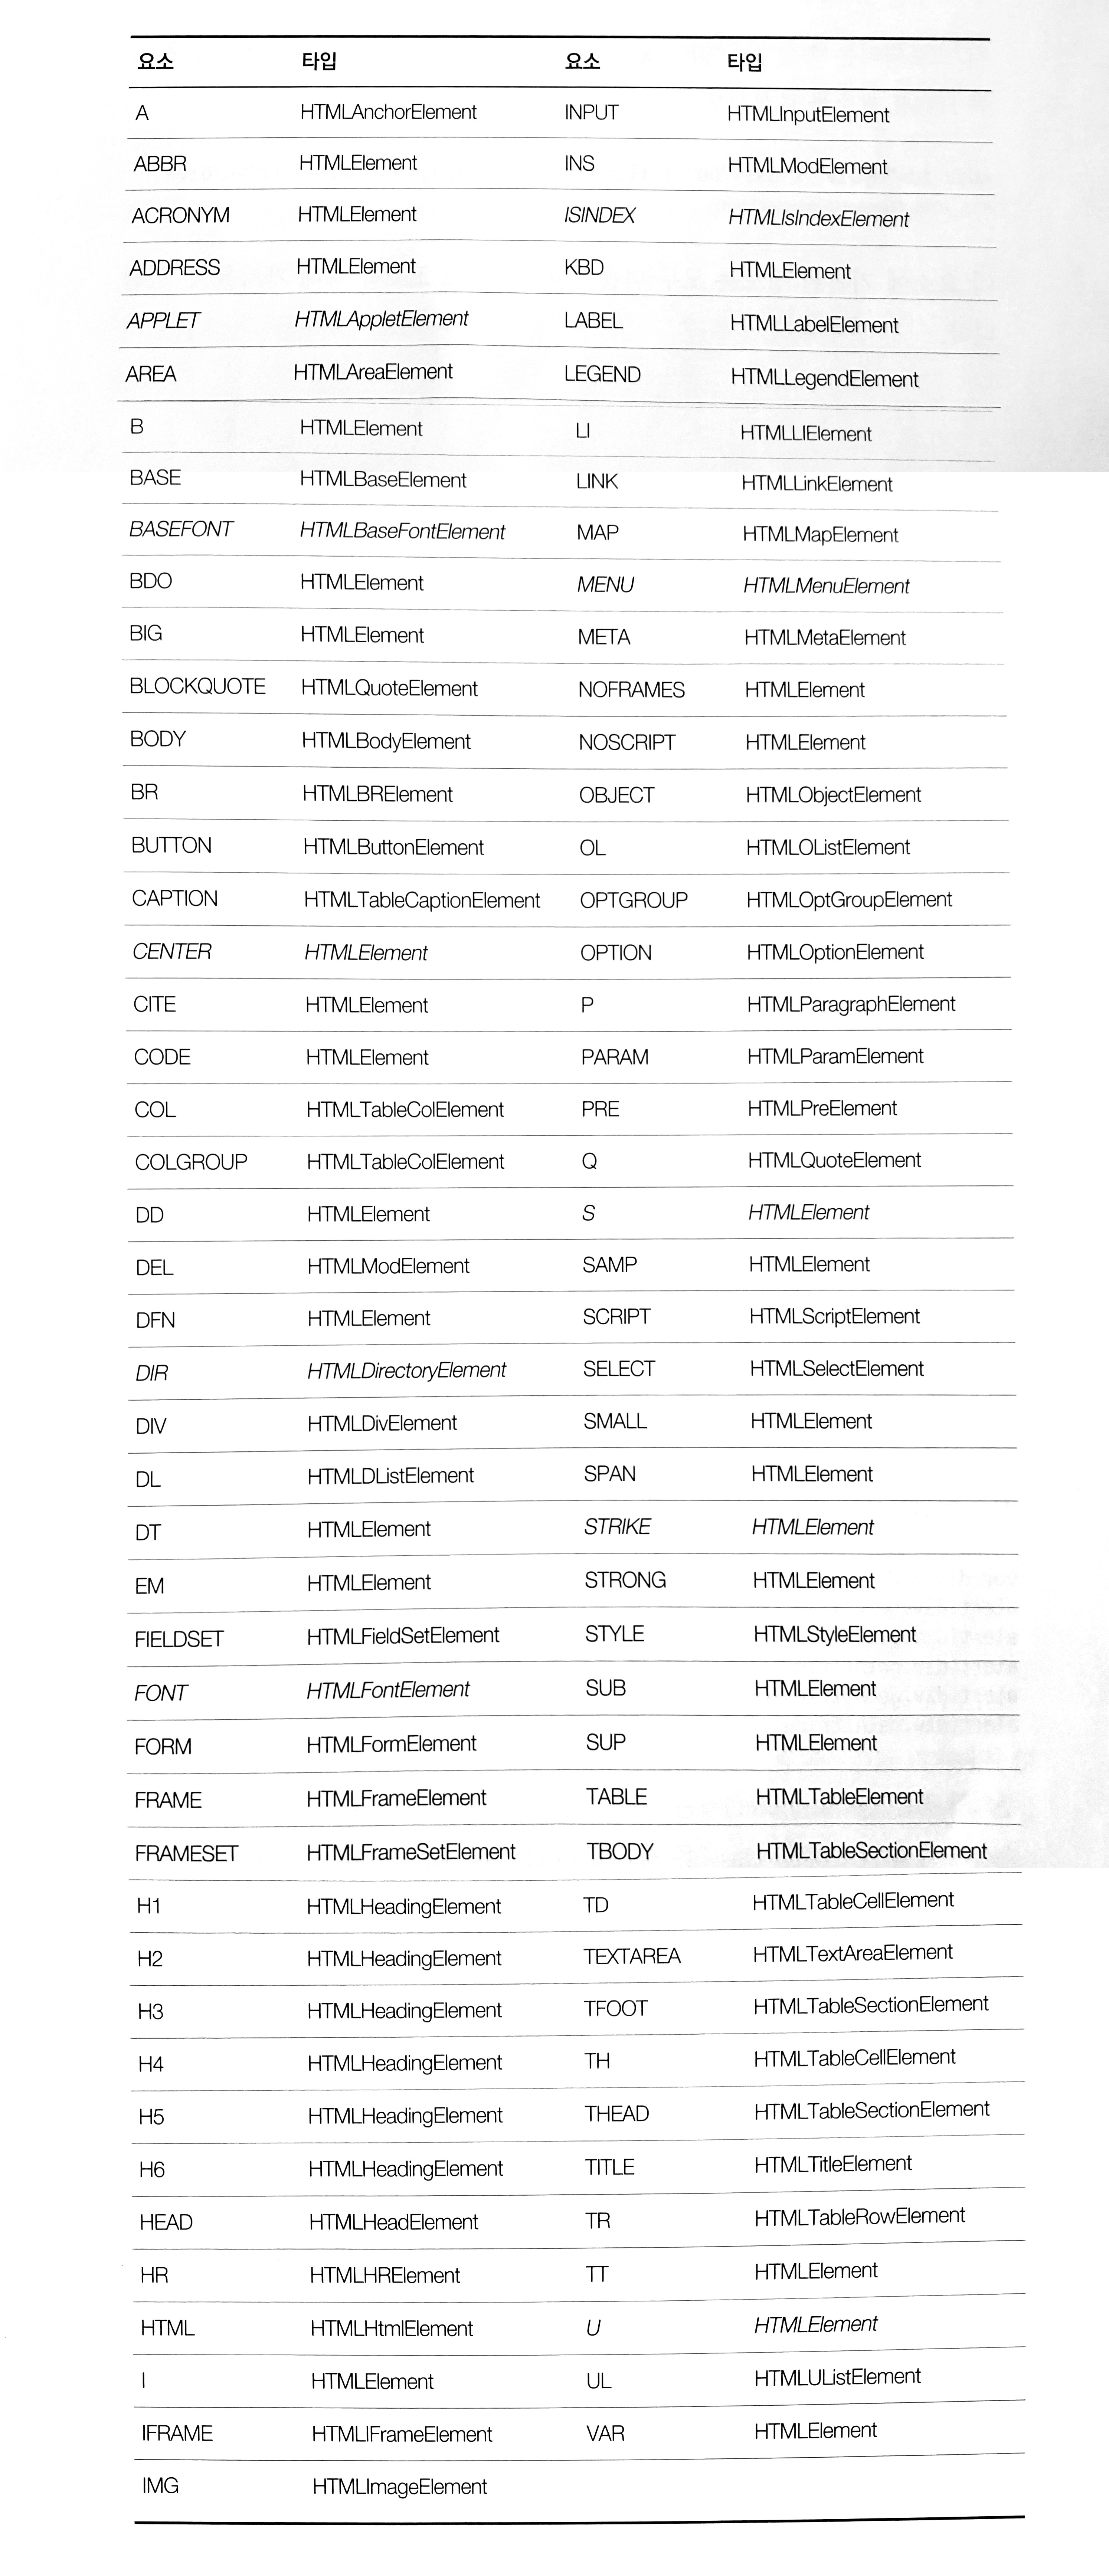 요소 타입 요소 타입
A HTMLAnchorElement INPUT HTMLInputElement
ABBR HTMLElement INS HTMLModElement
ACRONYM HTMLElement ISINDEX HTMLIsIndexElement
ADDRESS HTMLElement KBD HTMLElement
APPLET HTMLAppletElement LABEL HTMLLabelElement
AREA HTMLAreaElement LEGEND HTMLLegendElement
B HTMLElement LI HTMLLIElement
BASE HTMLBaseElement LINK HTMLLinkElement
BASEFONT HTMLBaseFontElement MAP HTMLMapElement
BDO HTMLElement MENU HTMLMenuElement
BIG HTMLElement META HTMLMetaElement
BLOCKQUOTE HTMLQuoteElement NOFRAMES HTMLElement
BODY HTMLBodyElement NOSCRIPT HTMLElement
BR HTMLBRElement OBJECT HTMLObjectElement
BUTTON HTMLButtonElement OL HTMLOListElement
CAPTION HTMLTableCaptionElement OPTGROUP HTMLOptGroupElement
CENTER HTMLElement OPTION HTMLOptionElement
CITE HTMLElement P HTMLParagraphElement
CODE HTMLElement PARAM HTMLParamElement
COL HTMLTableColElement PRE HTMLPreElement
COLGROUP HTMLTableColElement Q HTMLQuoteElement
DD HTMLElement S HTMLElement
DEL HTMLModElement SAMP HTMLElement
DFN HTMLElement SCRIPT HTMLScriptElement
DIR HTMLDirectoryElement SELECT HTMLSelectElement
DIV HTMLDivElement SMALL HTMLElement
DL HTMLDListElement SPAN HTMLElement
DT HTMLElement STRIKE HTMLElement
EM HTMLElement STRONG HTMLElement
FIELDSET HTMLFieldSetElement STYLE HTMLStyleElement
FONT HTMLFontElement SUB HTMLElement
FORM HTMLFormElement SUP HTMLElement
FRAME HTMLFrameElement TABLE HTMLTableElement
FRAMESET HTMLFrameSetElement TBODY HTMLTableSectionElement
H1 HTMLHeadingElement TD HTMLTableCellElement
H2 HTMLHeadingElement TEXTAREA HTMLTextAreaElement
H3 HTMLHeadingElement TFOOT HTMLTableSectionElement
H4 HTMLHeadingElement TH HTMLTableCellElement
H5 HTMLHeadingElement THEAD HTMLTableSectionElement
H6 HTMLHeadingElement TITLE HTMLTitleElement
HEAD HTMLHeadElement TR HTMLTableRowElement
HR HTMLHRElement TT HTMLElement
HTML HTMLHtmlElement U HTMLElement
I HTMLElement UL HTMLUListElement
IFRAME HTMLIFrameElement VAR HTMLElement
IMG HTMLImageElement